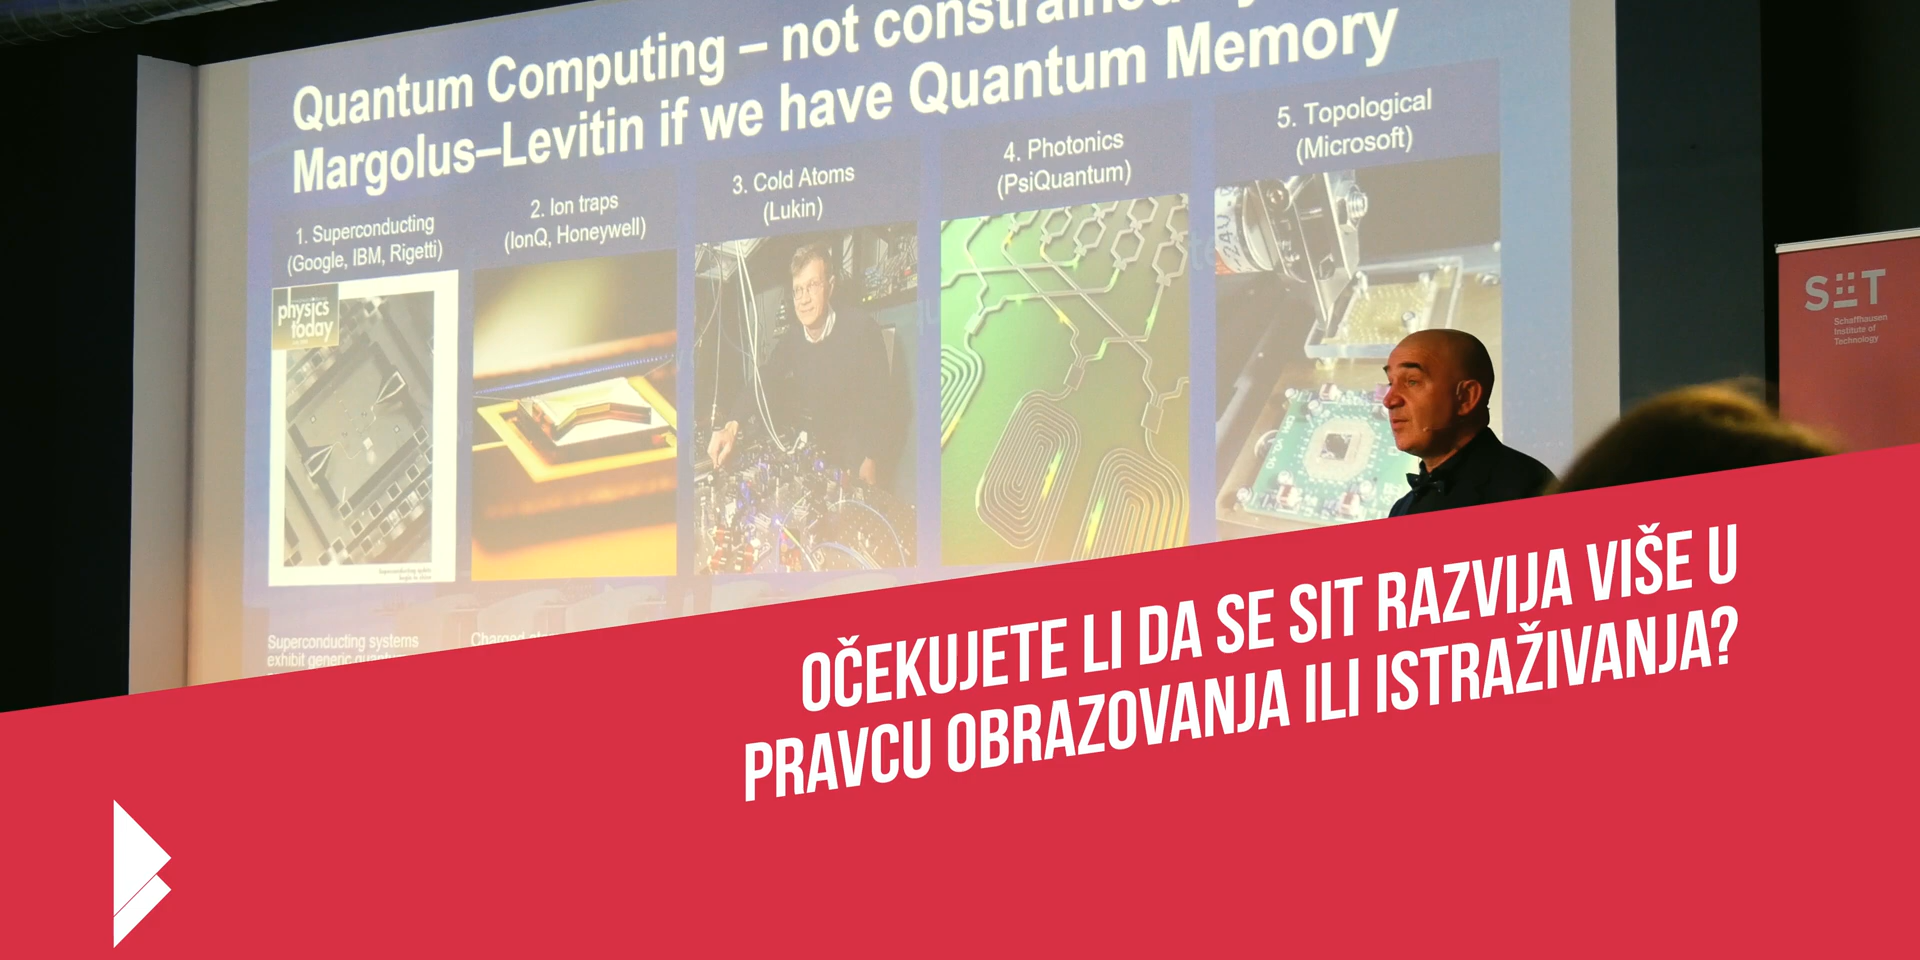 Quantum Computing – not constrained
Margolus–Levitin if we have Quantum Memory
1. Superconducting
(Google, IBM, Rigetti)
2. Ion traps
(IonQ, Honeywell)
3. Cold Atoms
(Lukin)
4. Photonics
(PsiQuantum)
5. Topological
(Microsoft)
physics
today
Superconducting systems
exhibit generic
S T
Schaffhausen
Institute of
Technology
OČEKUJETE LI DA SE SIT RAZVIJA VIŠE U
PRAVCU OBRAZOVANJA ILI ISTRAŽIVANJA?